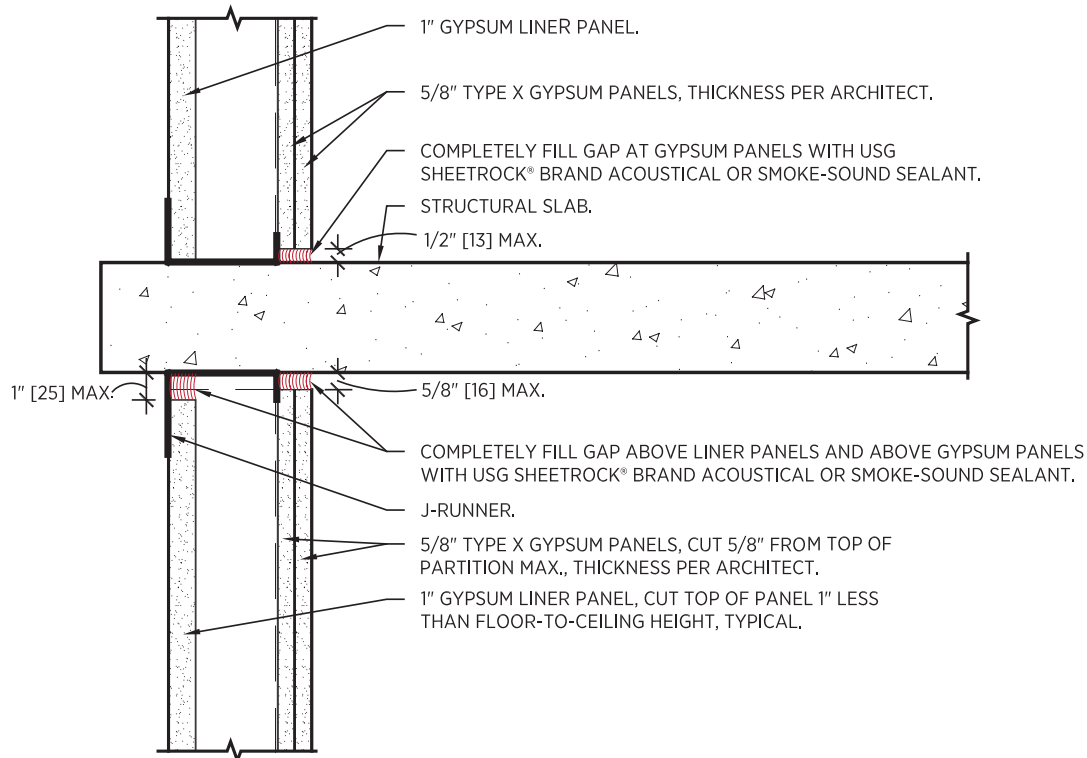 1" GYPSUM LINER PANEL.
5/8" TYPE X GYPSUM PANELS, THICKNESS PER ARCHITECT.
COMPLETELY FILL GAP AT GYPSUM PANELS WITH USG
SHEETROCK® BRAND ACOUSTICAL OR SMOKE-SOUND SEALANT.
STRUCTURAL SLAB.
1/2" [13] MAX.
1" [25] MAX.
5/8" [16] MAX.
COMPLETELY FILL GAP ABOVE LINER PANELS AND ABOVE GYPSUM PANELS
WITH USG SHEETROCK® BRAND ACOUSTICAL OR SMOKE-SOUND SEALANT.
J-RUNNER.
5/8" TYPE X GYPSUM PANELS, CUT 5/8" FROM TOP OF
PARTITION MAX., THICKNESS PER ARCHITECT.
1" GYPSUM LINER PANEL, CUT TOP OF PANEL 1" LESS
THAN FLOOR-TO-CEILING HEIGHT, TYPICAL.